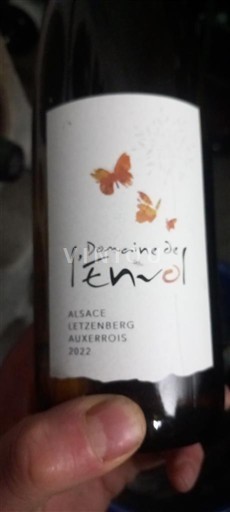 Domaine de
l'Envol
ALSACE
LETZENBERG
AUXERROIS
2022